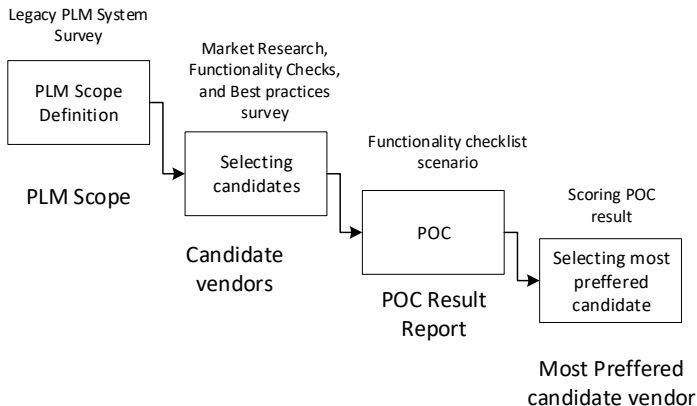 Legacy PLM System
Survey
PLM Scope
Definition
PLM Scope
Market Research,
Functionality Checks,
and Best practices
survey
Selecting
candidates
Candidate
vendors
Functionality checklist
scenario
POC
POC Result
Report
Scoring POC
result
Selecting most
preffered
candidate
Most Preffered
candidate vendor